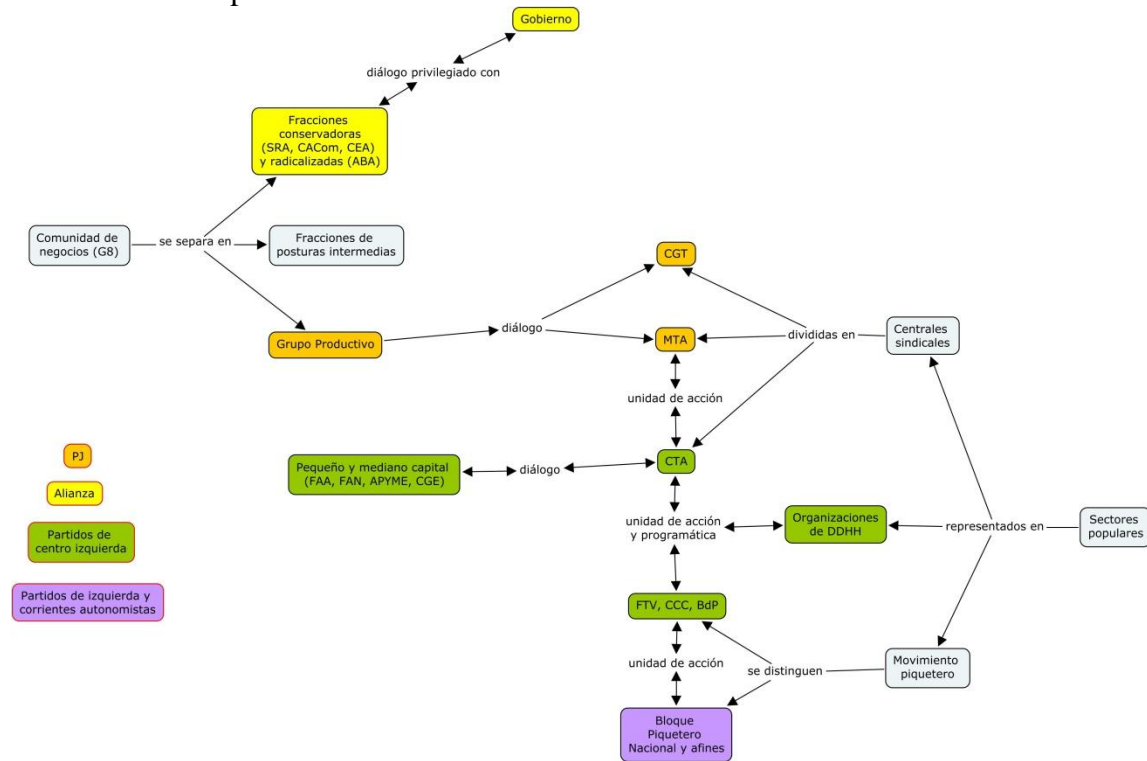 Gobierno
diálogo privilegiado con
Fracciones
conservadoras
(SRA, CACom, CEA)
y radicalizadas (ABA)
Comunidad de
negocios (G8)
se separa en
Fracciones de
posturas intermedias
CGT
Grupo Productivo
diálogo
MTA
divididas en
Centrales
sindicales
unidad de acción
PJ
Pequeño y mediano capital
(FAA, FAN, APYME, CGE)
diálogo
CTA
Alianza
Partidos de
centro izquierda
unidad de acción
y programática
Organizaciones
de DDHH
representados en
Sectores
populares
Partidos de izquierda y
corrientes autonomistas
FTV, CCC, BdP
unidad de acción
se distinguen
Movimiento
piquetero
Bloque
Piquetero
Nacional y afines